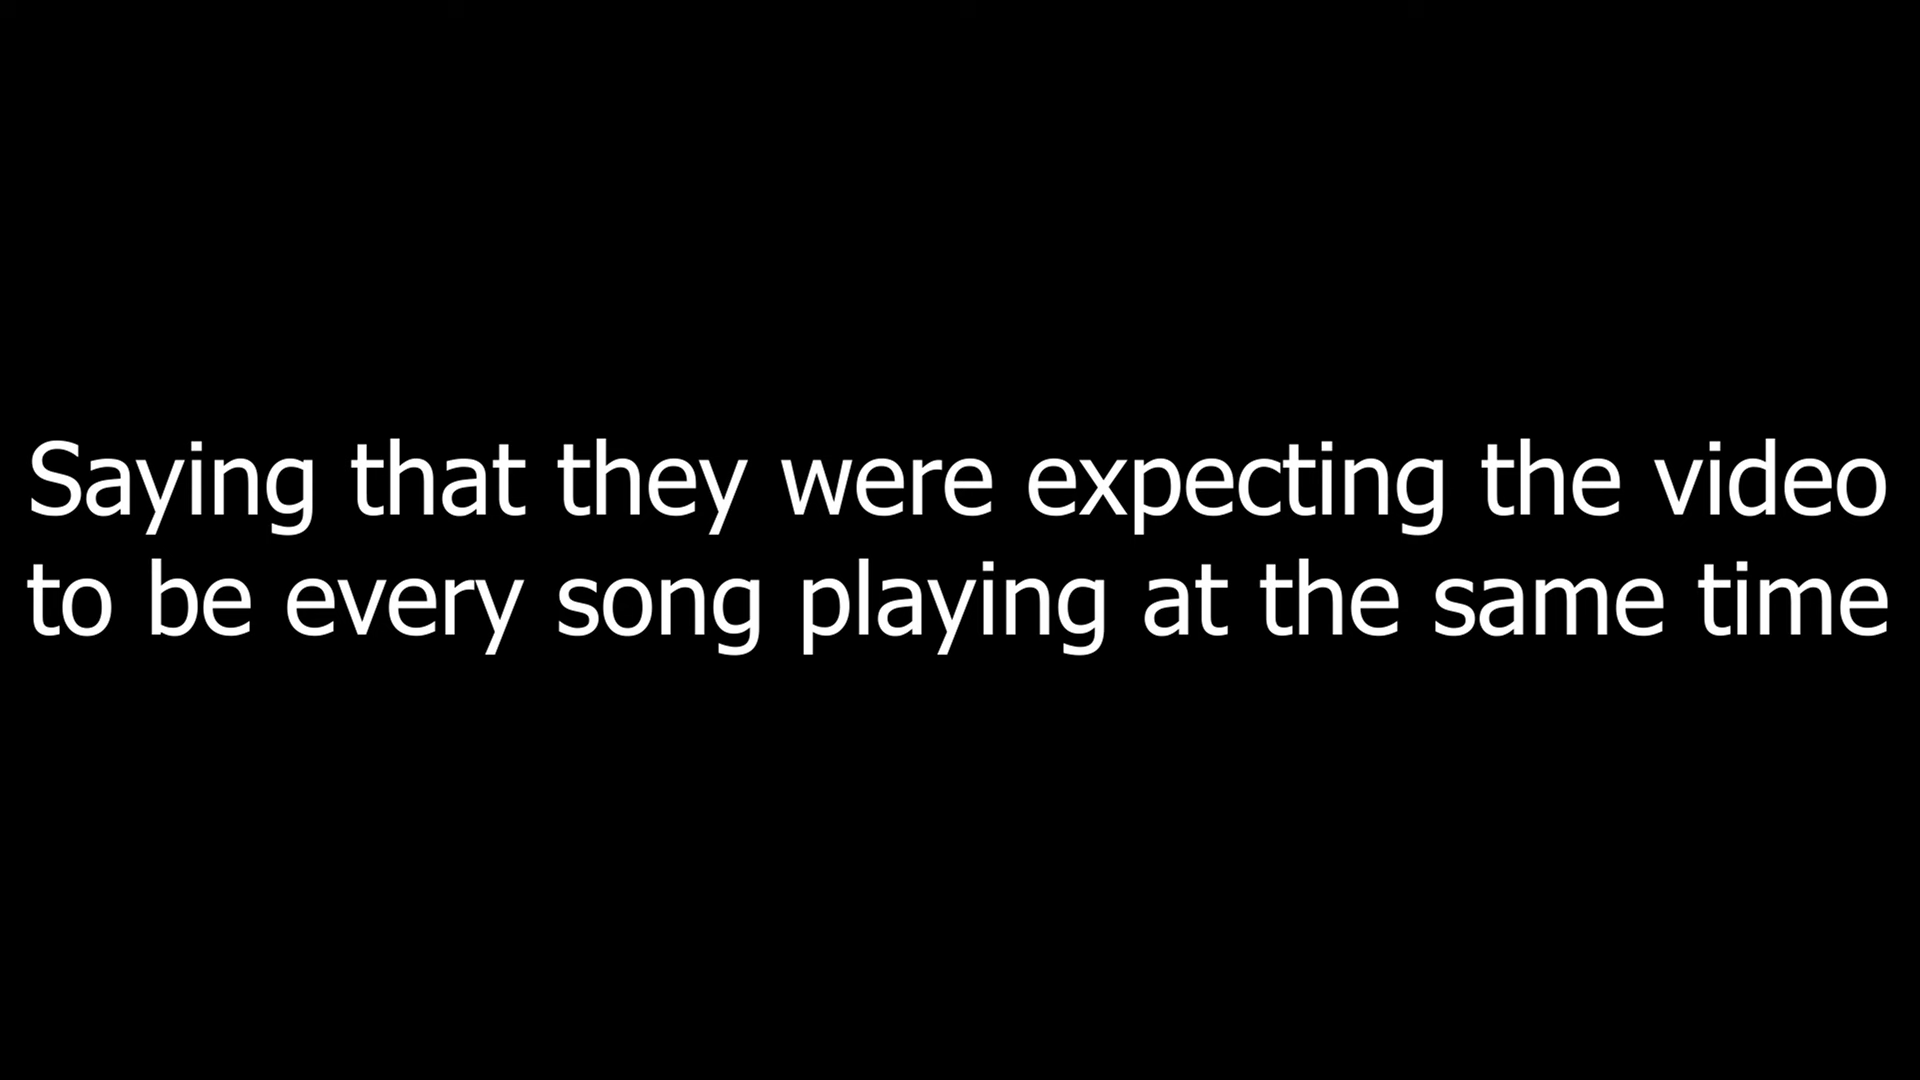 Saying that they were expecting the video
to be every song playing at the same time